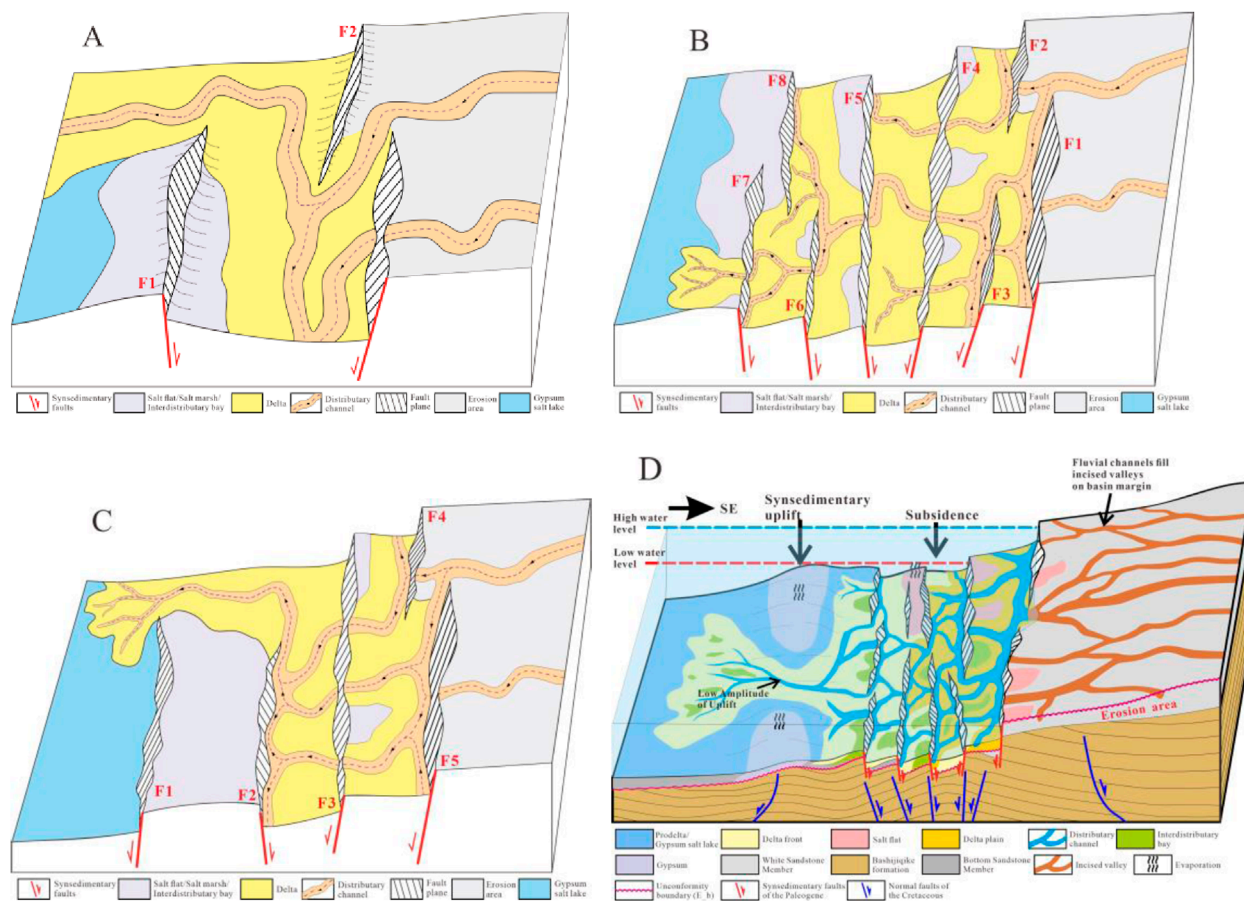 A
F2
F1
Synsedimentary
faults
Salt flat/Salt marsh/
Interdistributary bay
Delta
Distributary
channel
Fault
plane
Erosion
area
Gypsum
salt lake
B
F2
F4
F8
F5
F1
F7
F6
F3
Synsedimentary
faults
Salt flat/Salt marsh/
Interdistributary bay
Delta
Distributary
channel
Fault
plane
Erosion
area
Gypsum
salt lake
C
F4
F5
F1
F2
F3
Synsedimentary
faults
Salt flat/Salt marsh/
Interdistributary bay
Delta
Distributary
channel
Fault
plane
Erosion
area
Gypsum
salt lake
D
Fluvial channels fill
incised valleys
on basin margin
SE
Synsedimentary
uplift
Subsidence
High water
level
Low water
level
Low Amplitude
of Uplift
Erosion area
Prodelta/
Gypsum salt lake
Delta front
Salt flat
Delta plain
Distributary
channel
Interdistributary
bay
Gypsum
White Sandstone
Member
Bashijiqike
formation
Bottom Sandstone
Member
Incised valley
Evaporation
Unconformity
boundary (E_b)
Synsedimentary faults
of the Paleogene
Normal faults of
the Cretaceous